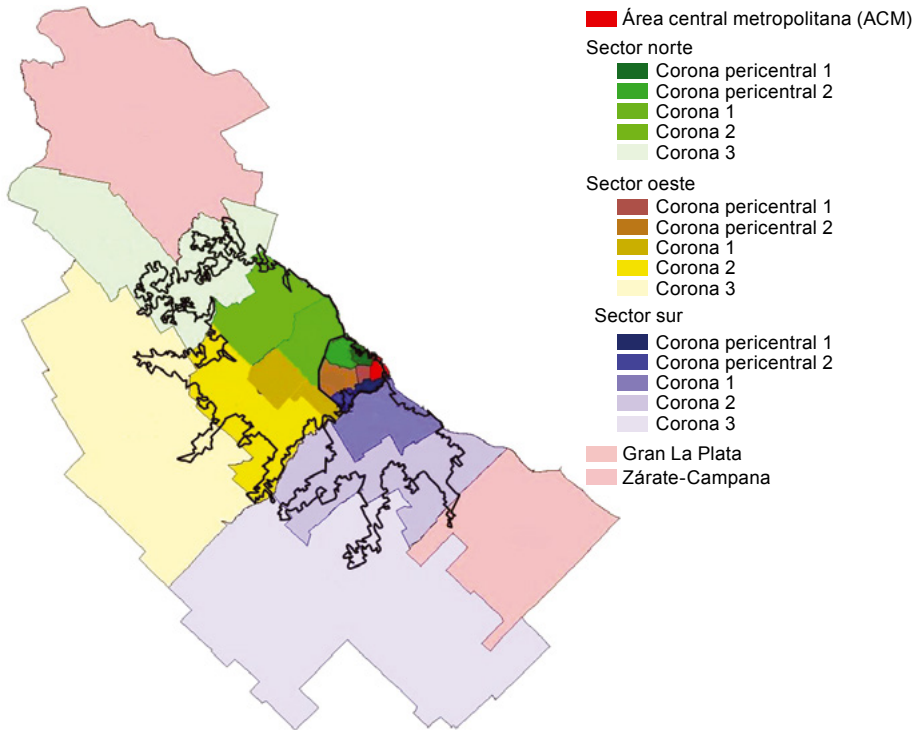 Área central metropolitana (ACM)
Sector norte
Corona pericentral 1
Corona pericentral 2
Corona 1
Corona 2
Corona 3
Sector oeste
Corona pericentral 1
Corona pericentral 2
Corona 1
Corona 2
Corona 3
Sector sur
Corona pericentral 1
Corona pericentral 2
Corona 1
Corona 2
Corona 3
Gran La Plata
Zárate-Campana